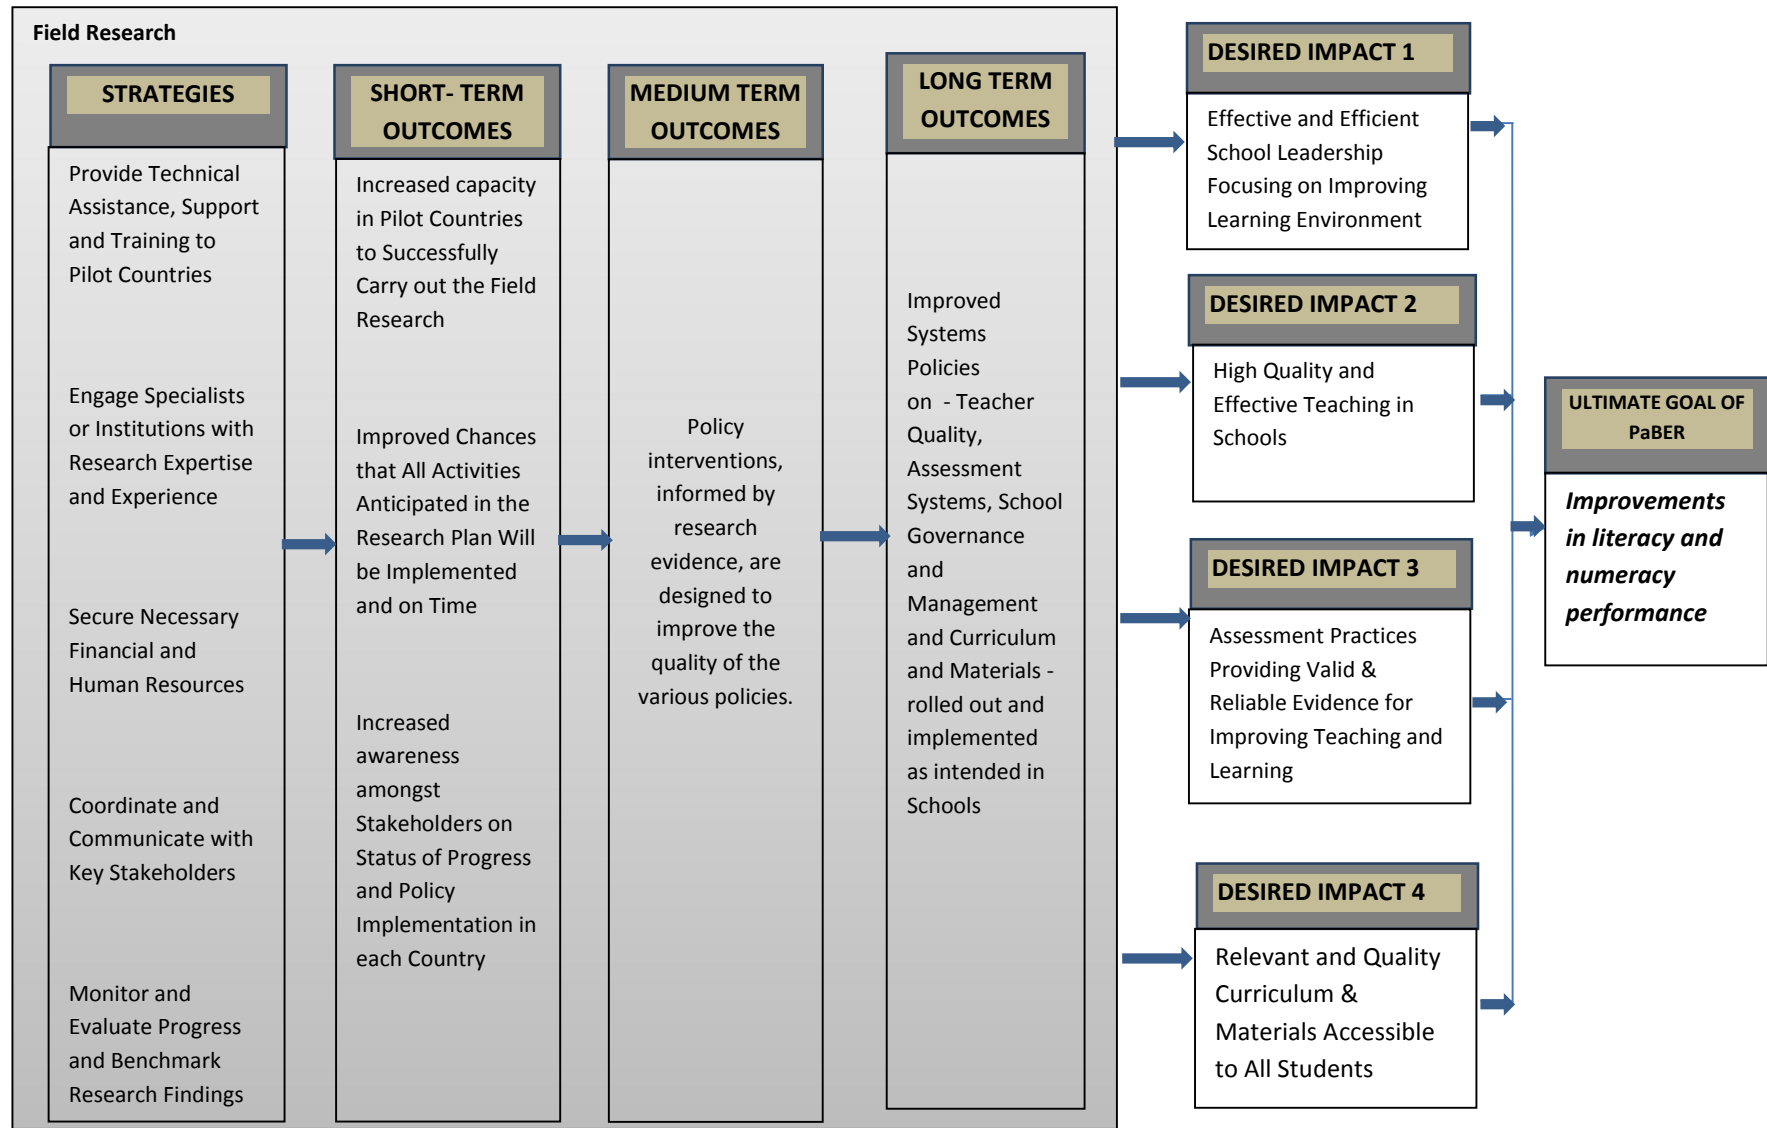 Field Research
STRATEGIES
Provide Technical
Assistance, Support
and Training to
Pilot Countries
Engage Specialists
or Institutions with
Research Expertise
and Experience
Secure Necessary
Financial and
Human Resources
Coordinate and
Communicate with
Key Stakeholders
Monitor and
Evaluate Progress
and Benchmark
Research Findings
SHORT- TERM
OUTCOMES
Increased capacity
in Pilot Countries
to Successfully
Carry out the Field
Research
Improved Chances
that All Activities
Anticipated in the
Research Plan Will
be Implemented
and on Time
Increased
awareness
amongst
Stakeholders on
Status of Progress
and Policy
Implementation in
each Country
MEDIUM TERM
OUTCOMES
Policy
interventions,
informed by
research
evidence, are
designed to
improve the
quality of the
various policies.
LONG TERM
OUTCOMES
Improved
Systems
Policies
on - Teacher
Quality,
Assessment
Systems, School
Governance
and
Management
and Curriculum
and Materials -
rolled out and
implemented
as intended in
Schools
DESIRED IMPACT 1
Effective and Efficient
School Leadership
Focusing on Improving
Learning Environment
DESIRED IMPACT 2
High Quality and
Effective Teaching in
Schools
DESIRED IMPACT 3
Assessment Practices
Providing Valid &
Reliable Evidence for
Improving Teaching and
Learning
DESIRED IMPACT 4
Relevant and Quality
Curriculum &
Materials Accessible
to All Students
ULTIMATE GOAL OF
PaBER
Improvements
in literacy and
numeracy
performance